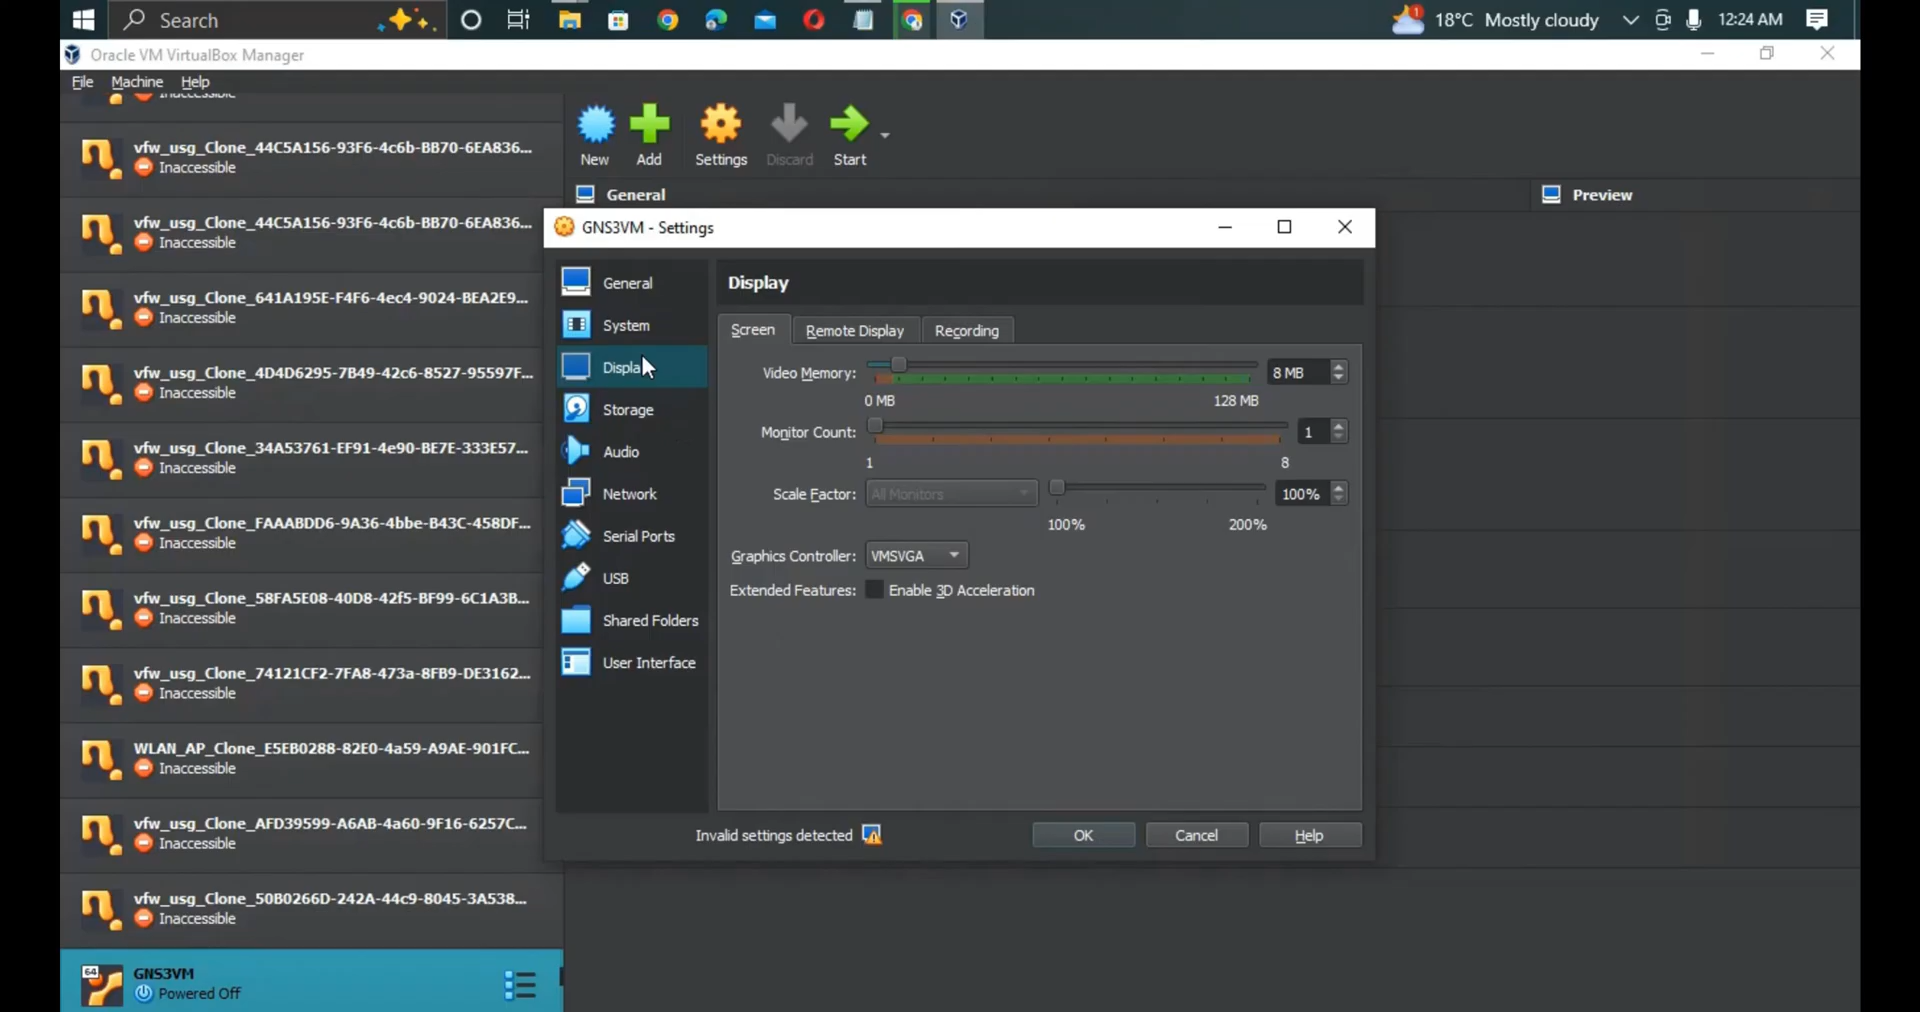 Search
18°C Mostly cloudy
12:24 AM
Oracle VM VirtualBox Manager
File Machine Help
Inaccessible
vfw_usg_Clone_44C5A156-93F6-4c6b-BB70-6EA836...
Inaccessible
vfw_usg_Clone_44C5A156-93F6-4c6b-BB70-6EA836...
Inaccessible
vfw_usg_Clone_641A195E-F4F6-4ec4-9024-BEA2E9...
Inaccessible
vfw_usg_Clone_4D4D6295-7B49-42c6-8527-95597F...
Inaccessible
vfw_usg_Clone_34A53761-EF91-4e90-BE7E-333E57...
Inaccessible
vfw_usg_Clone_FAAABDD6-9A36-4bbe-B43C-458DF...
Inaccessible
vfw_usg_Clone_58FA5E08-40D8-42f5-BF99-6C1A3B...
Inaccessible
vfw_usg_Clone_74121CF2-7FA8-473a-8FB9-DE3162...
Inaccessible
WLAN_AP_Clone_E5EB0288-82E0-4a59-A9AE-901FC...
Inaccessible
vfw_usg_Clone_AFD39599-A6AB-4a60-9F16-6257C...
Inaccessible
vfw_usg_Clone_50B0266D-242A-44c9-8045-3A538...
Inaccessible
64
GNS3VM
Powered Off
New Add Settings Discard Start
General
Preview
GNS3VM - Settings
General
System
Display
Storage
Audio
Network
Serial Ports
USB
Shared Folders
User Interface
Display
Screen Remote Display Recording
Video Memory: 8 MB
0 MB 128 MB
Monitor Count: 1
1 8
Scale Factor: All Monitors 100%
100% 200%
Graphics Controller: VMSVGA
Extended Features: Enable 3D Acceleration
Invalid settings detected
OK Cancel Help